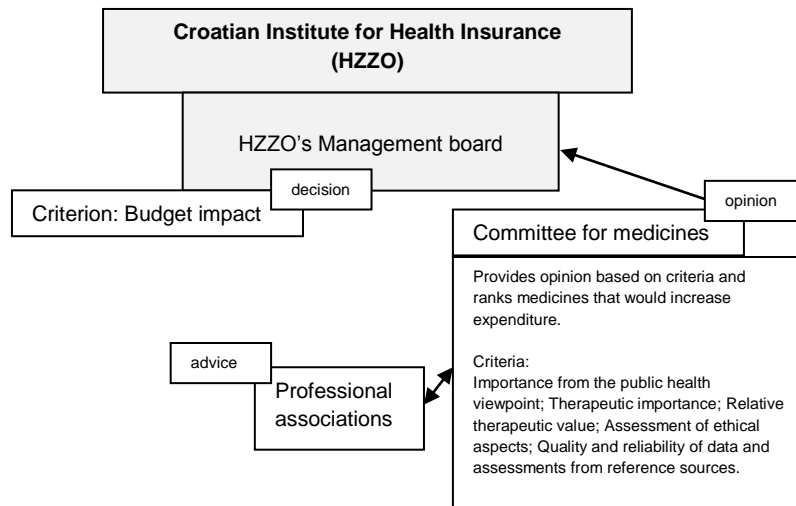 Croatian Institute for Health Insurance
(HZZO)
HZZO's Management board
decision
Criterion: Budget impact
opinion
Committee for medicines
Provides opinion based on criteria and
ranks medicines that would increase
expenditure.
Criteria:
Importance from the public health
viewpoint; Therapeutic importance; Relative
therapeutic value; Assessment of ethical
aspects; Quality and reliability of data and
assessments from reference sources.
advice
Professional
associations